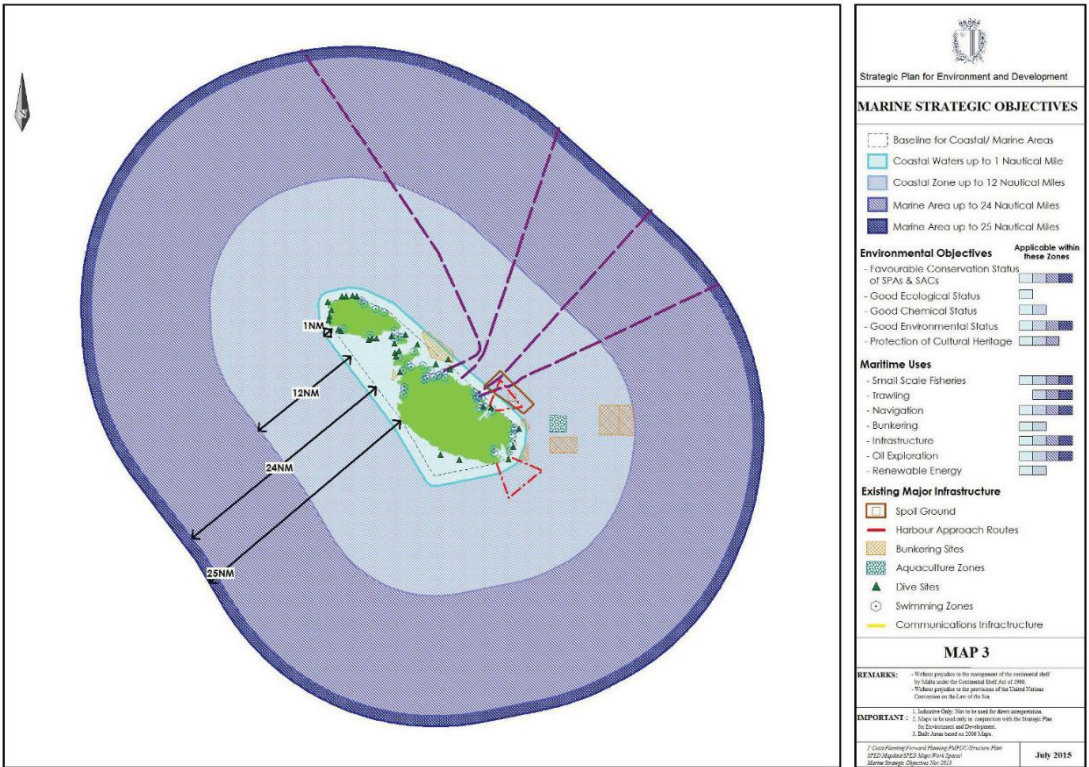 1NM
12NM
24NM
25NM
Strategic Plan for Environment and Development
MARINE STRATEGIC OBJECTIVES
Baseline for Coastal/ Marine Areas
Coastal Waters up to 1 Nautical Mile
Coastal Zone up to 12 Nautical Miles
Marine Area up to 24 Nautical Miles
Marine Area up to 25 Nautical Miles
Environmental Objectives
Applicable within
these Zones
- Favourable Conservation Status
of SPAs & SACs
- Good Ecological Status
- Good Chemical Status
- Good Environmental Status
- Protection of Cultural Heritage
Maritime Uses
- Small Scale Fisheries
- Trawling
- Navigation
- Bunkering
- Infrastructure
- Oil Exploration
- Renewable Energy
Existing Major Infrastructure
Spoil Ground
Harbour Approach Routes
Bunkering Sites
Aquaculture Zones
Dive Sites
Swimming Zones
Communications Infrastructure
MAP 3
REMARKS:
- Without prejudice to the management of the continental shelf
by Malta under the Continental Shelf Act of 1966.
- Without prejudice to the provisions of the United Nations
Convention on the Law of the Sea.
IMPORTANT :
1. Indicative Only: Not to be used for direct interpretation.
2. Maps to be used only in conjunction with the Strategic Plan
for Environment and Development.
3. Built Areas based on 2006 Maps.
Marine Strategic Objectives Nov 2013
July 2015